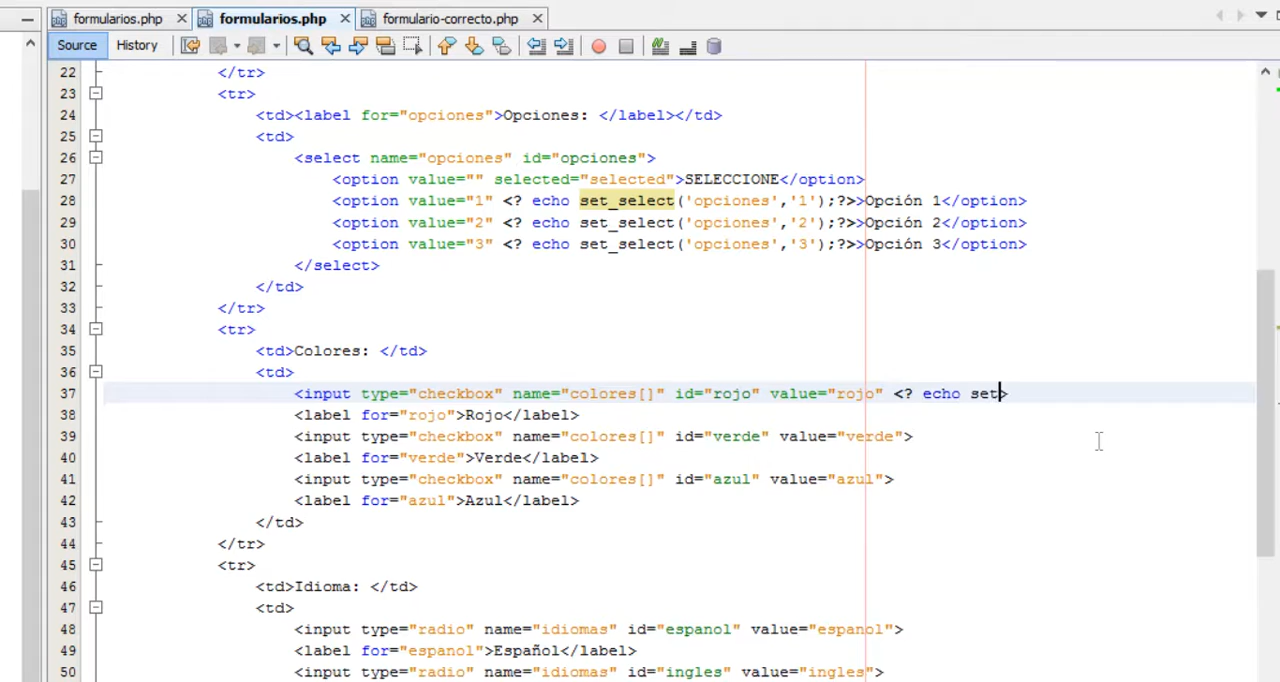 formularios.php formularios.php formulario-correcto.php
Source History
22 </tr>
23 <tr>
24 <td><label for="opciones">Opciones: </label></td>
25 <td>
26 <select name="opciones" id="opciones">
27 <option value="" selected="selected">SELECCIONE</option>
28 <option value="1" <? echo set_select('opciones','1');?>>Opción 1</option>
29 <option value="2" <? echo set_select('opciones','2');?>>Opción 2</option>
30 <option value="3" <? echo set_select('opciones','3');?>>Opción 3</option>
31 </select>
32 </td>
33 </tr>
34 <tr>
35 <td>Colores: </td>
36 <td>
37 <input type="checkbox" name="colores[]" id="rojo" value="rojo" <? echo set>
38 <label for="rojo">Rojo</label>
39 <input type="checkbox" name="colores[]" id="verde" value="verde">
40 <label for="verde">Verde</label>
41 <input type="checkbox" name="colores[]" id="azul" value="azul">
42 <label for="azul">Azul</label>
43 </td>
44 </tr>
45 <tr>
46 <td>Idioma: </td>
47 <td>
48 <input type="radio" name="idiomas" id="espanol" value="espanol">
49 <label for="espanol">Español</label>
50 <input type="radio" name="idiomas" id="ingles" value="ingles">